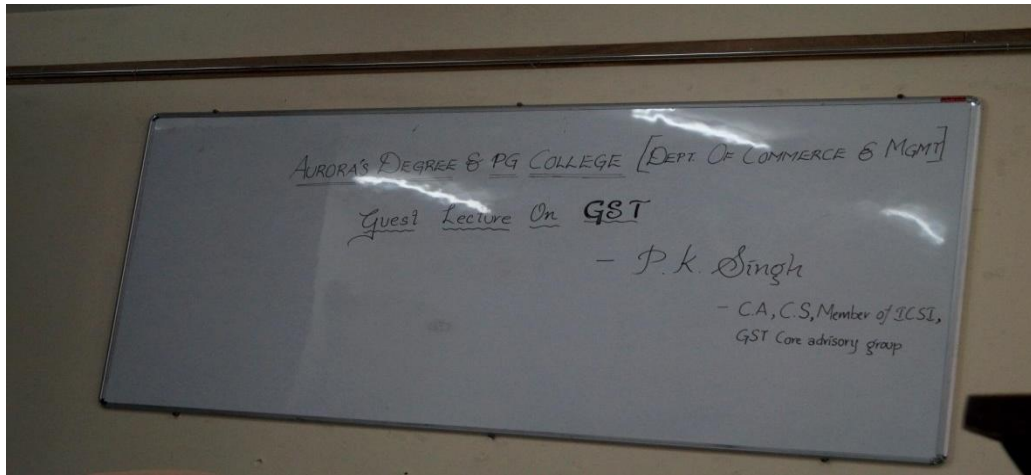 AURORA'S DEGREE & PG COLLEGE [DEPT. OF COMMERCE & MGMT]
Guest Lecture On GST
- P.K. Singh
- C.A, C.S, Member of ICSI,
GST Core advisory group